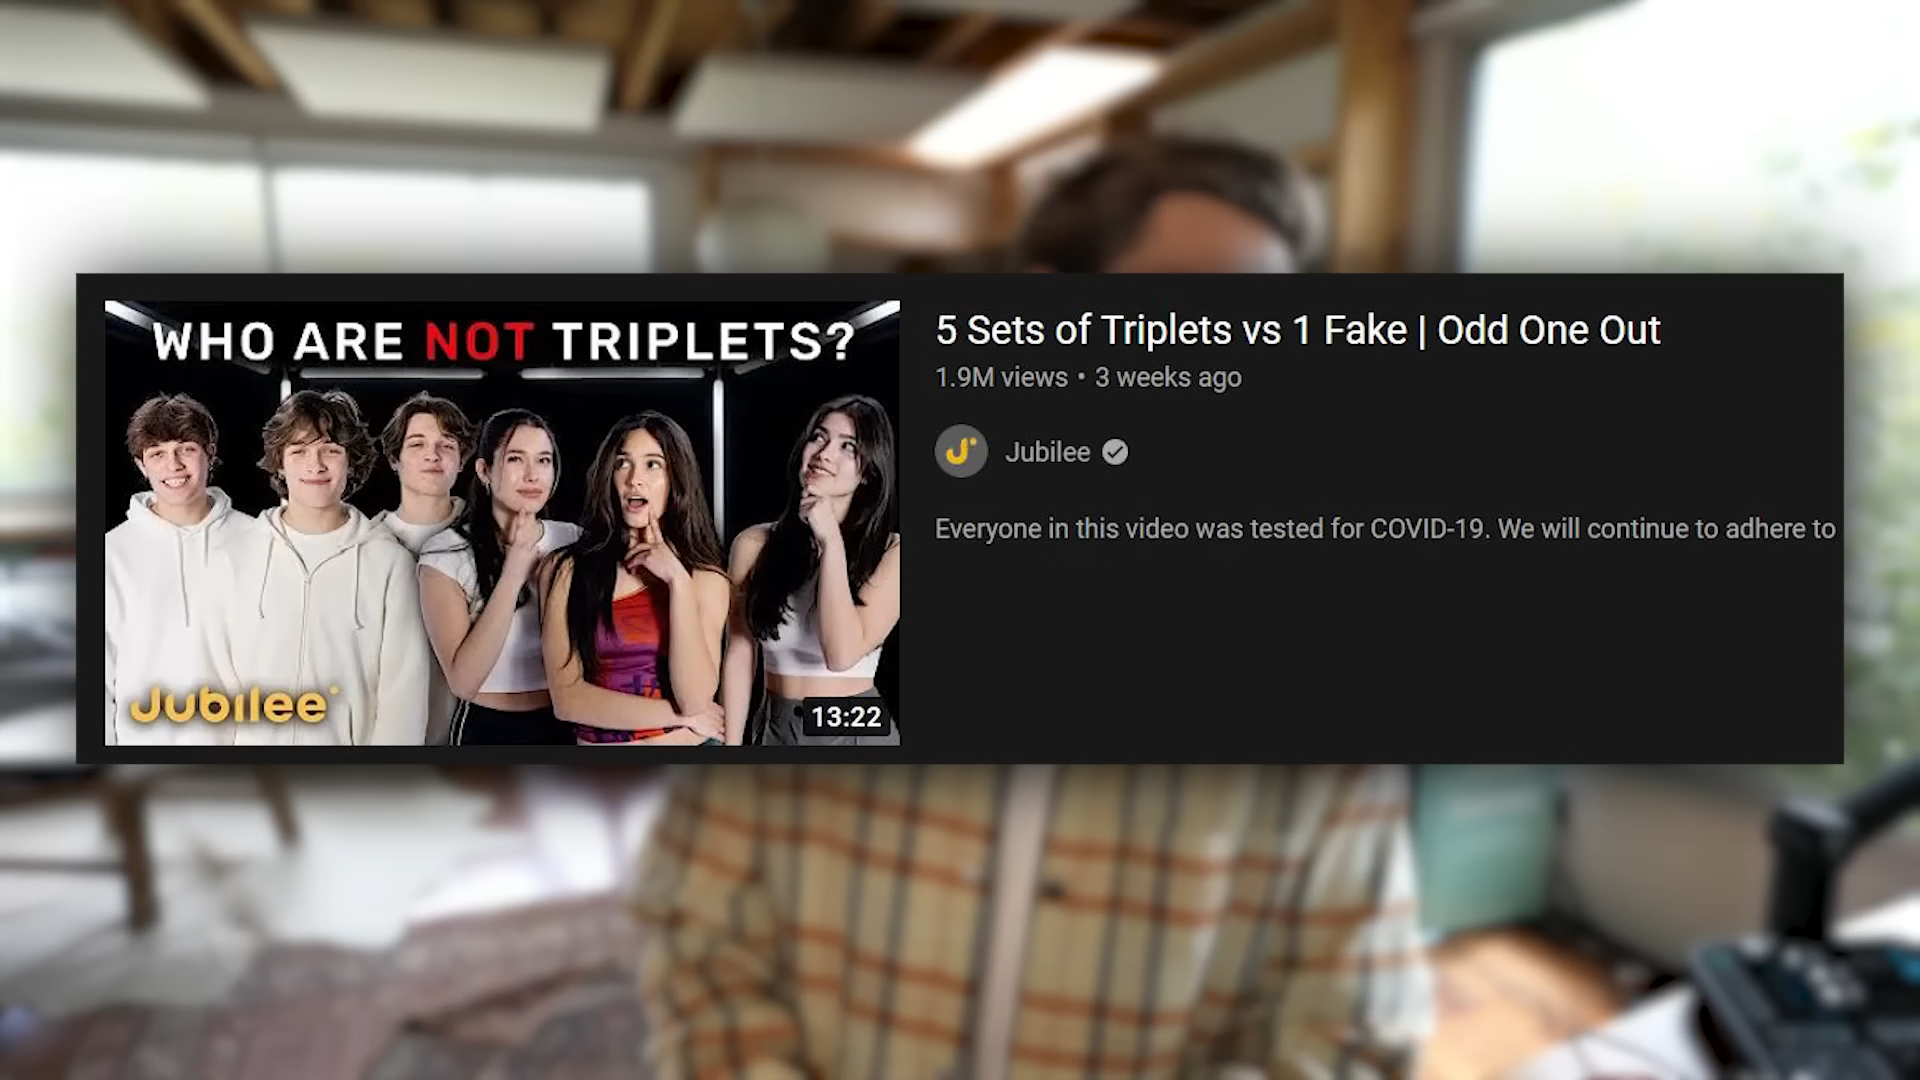 WHO ARE NOT TRIPLETS?
Jubilee
13:22
5 Sets of Triplets vs 1 Fake | Odd One Out
1.9M views • 3 weeks ago
Jubilee
Everyone in this video was tested for COVID-19. We will continue to adhere to